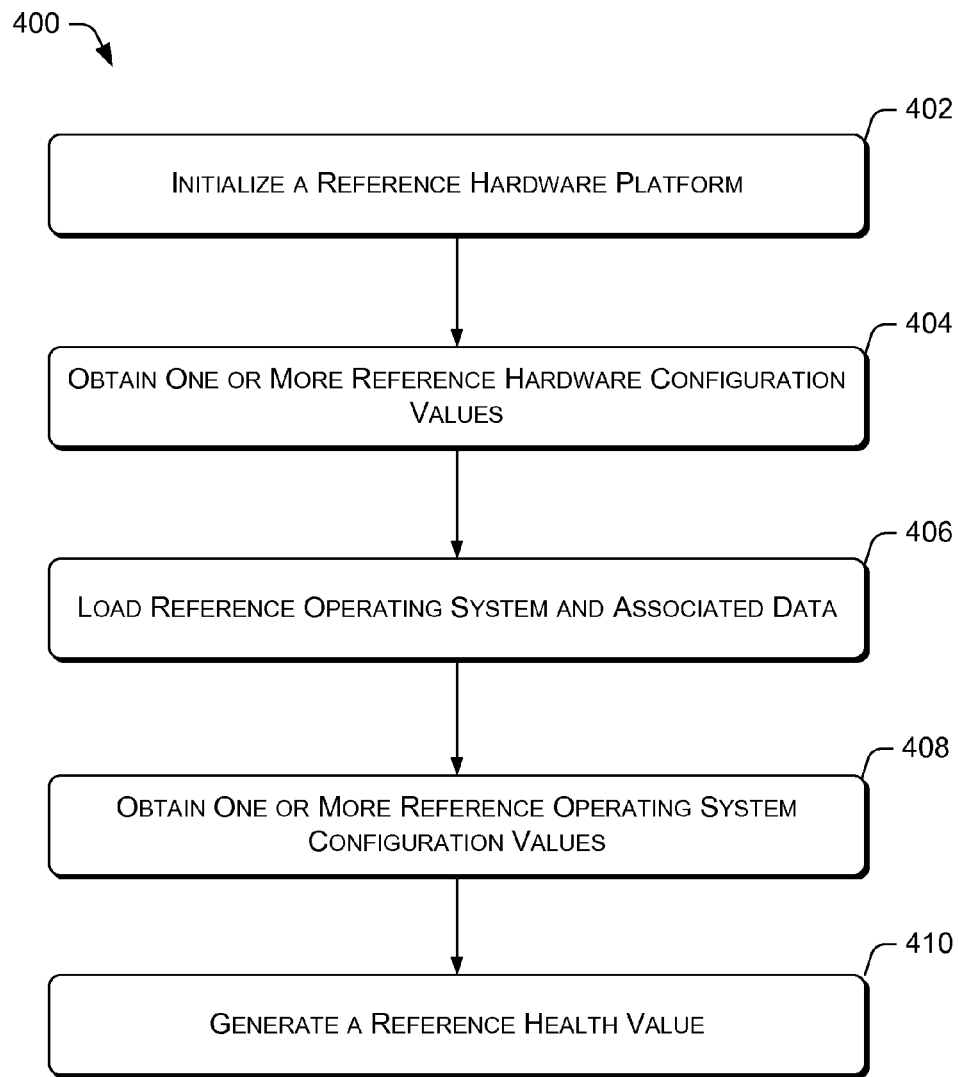 400
402
INITIALIZE A REFERENCE HARDWARE PLATFORM
404
OBTAIN ONE OR MORE REFERENCE HARDWARE CONFIGURATION
VALUES
406
LOAD REFERENCE OPERATING SYSTEM AND ASSOCIATED DATA
408
OBTAIN ONE OR MORE REFERENCE OPERATING SYSTEM
CONFIGURATION VALUES
410
GENERATE A REFERENCE HEALTH VALUE